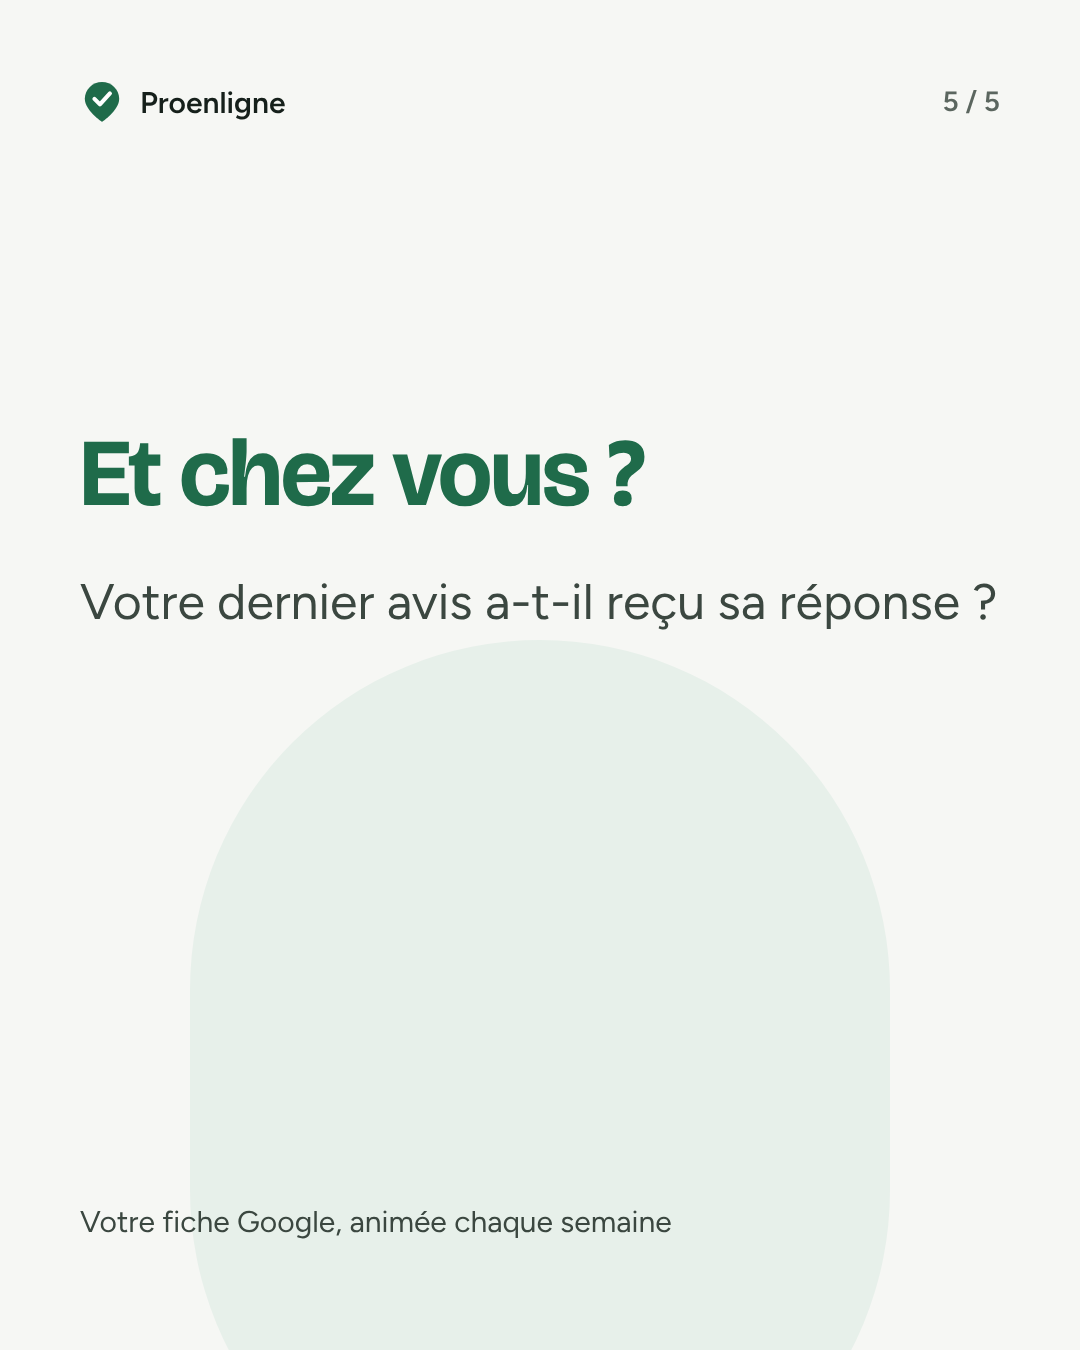 Proenligne
5 / 5
Et chez vous ?
Votre dernier avis a-t-il reçu sa réponse ?
Votre fiche Google, animée chaque semaine